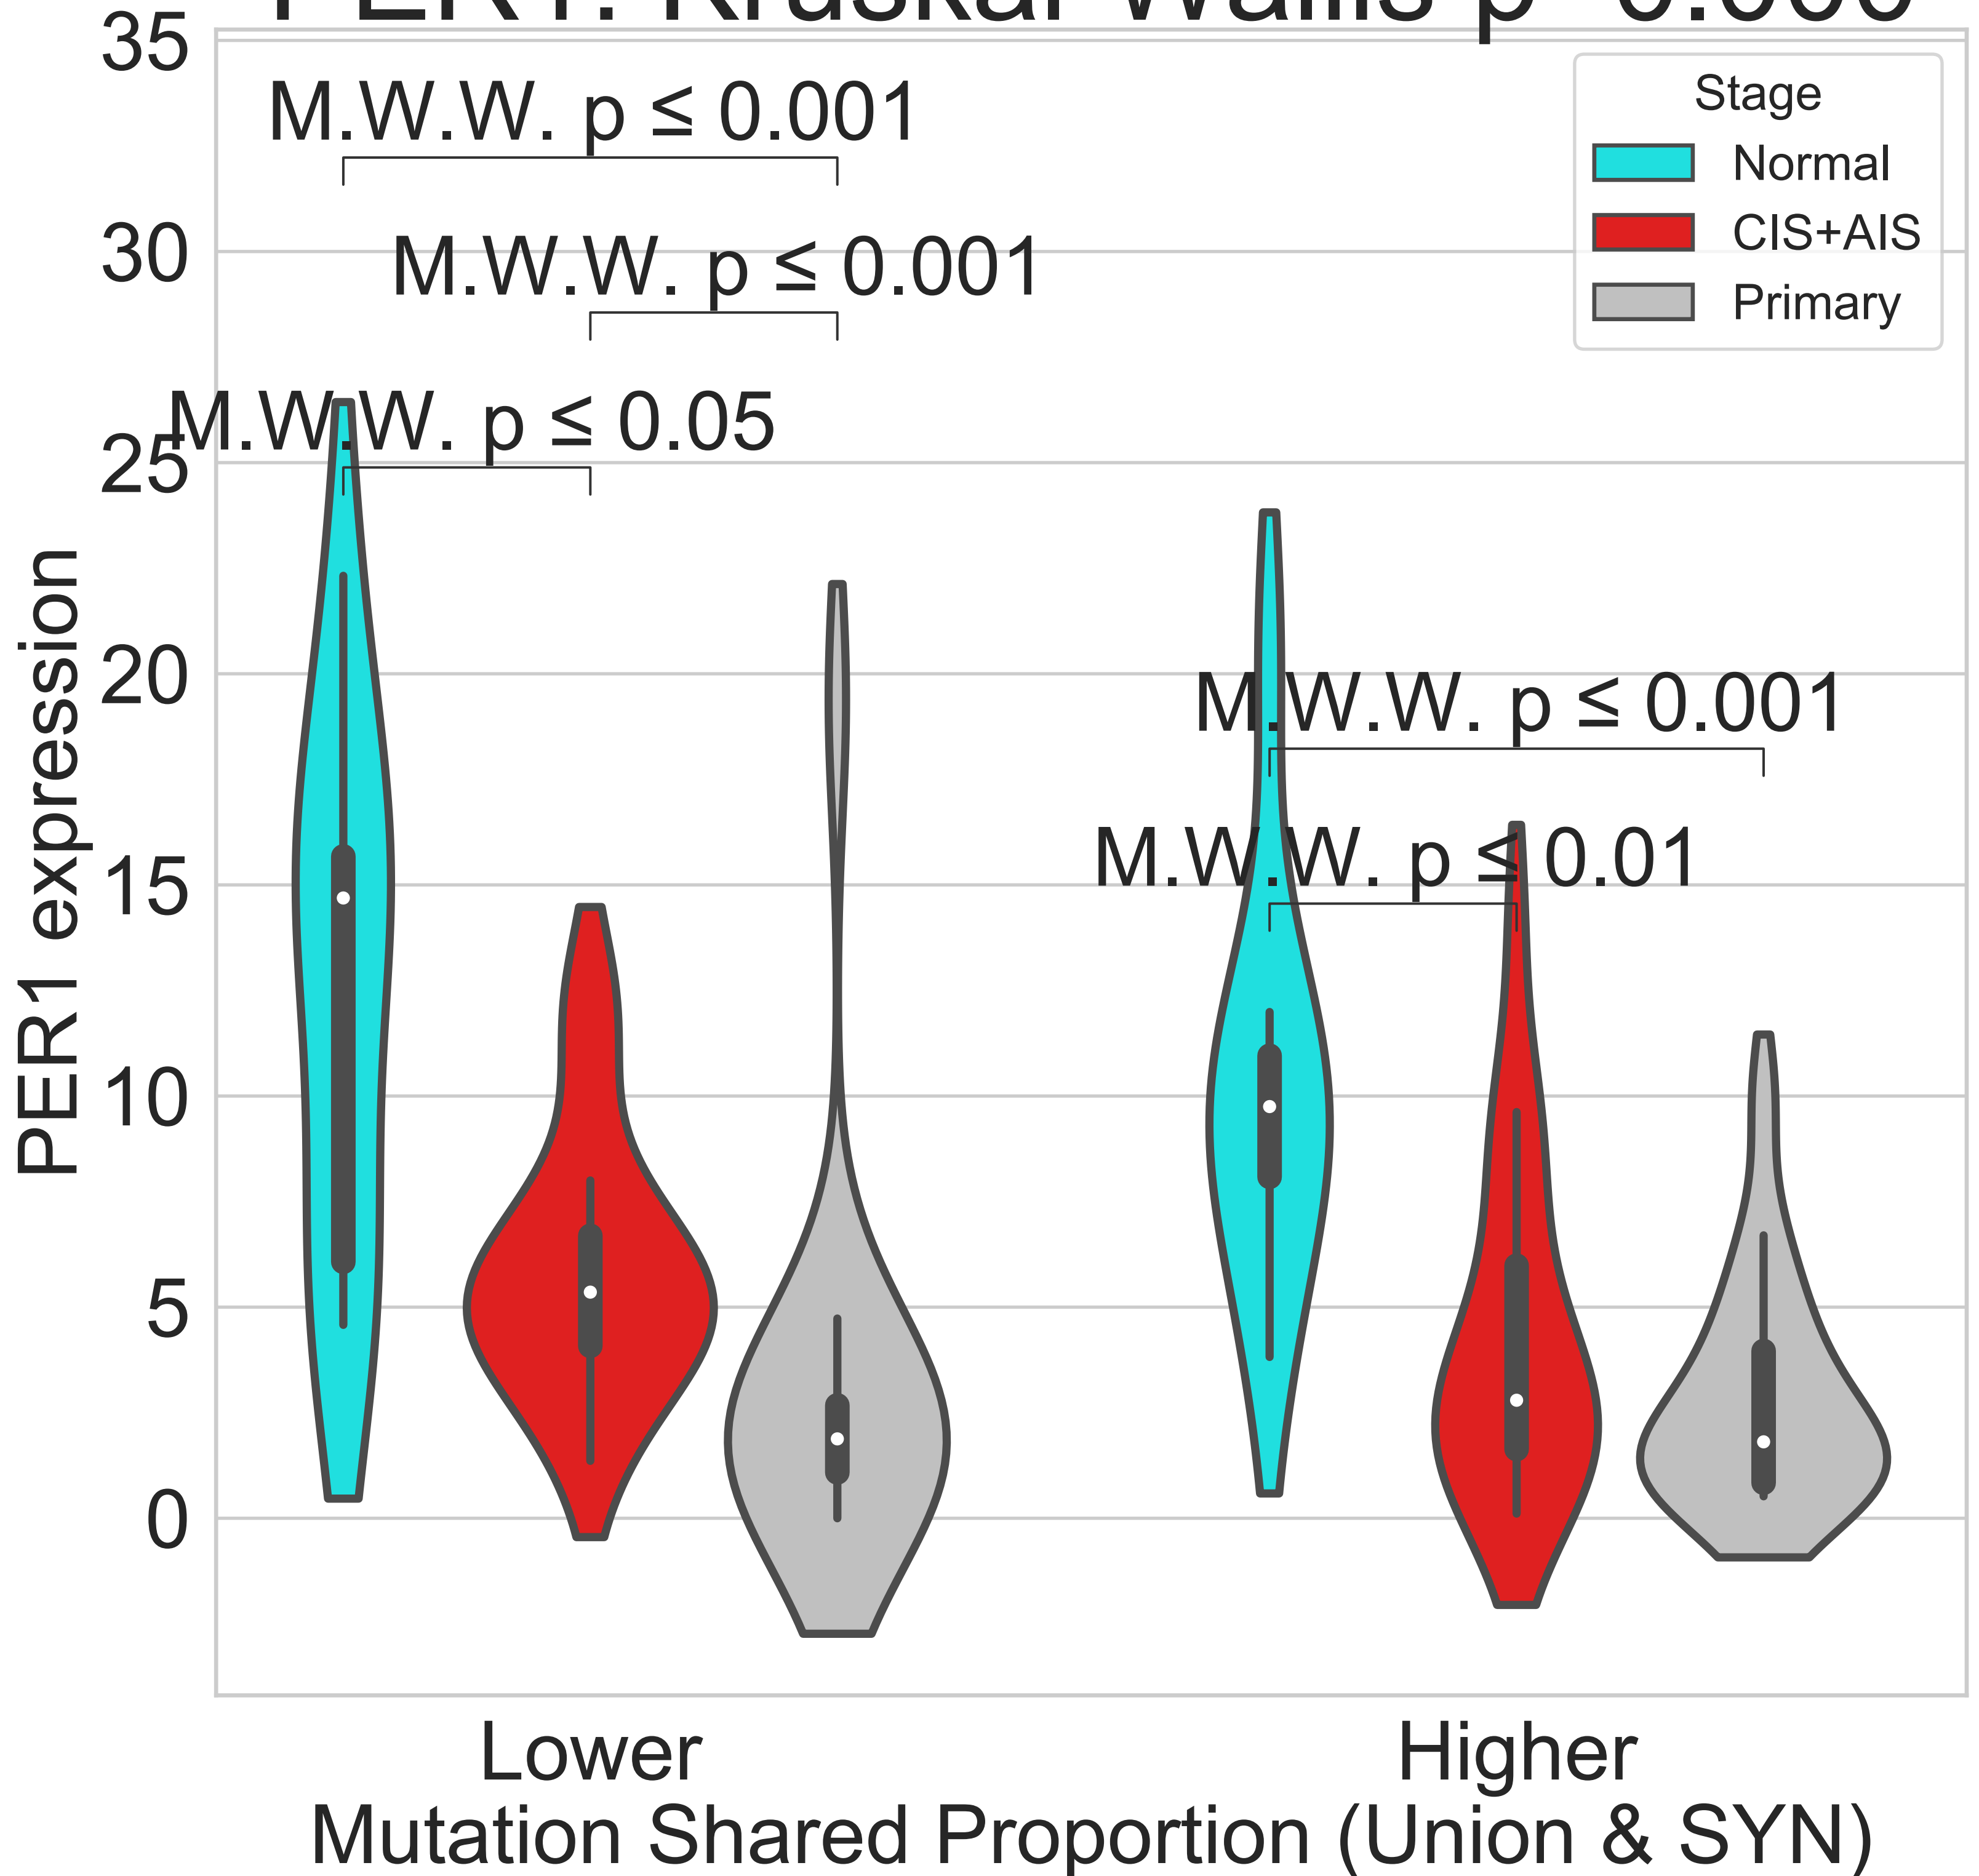 35
M.W.W. p ≤ 0.001
30
M.W.W. p ≤ 0.001
M.W.W. p ≤ 0.05
25
20
M.W.W. p ≤ 0.001
15
M.W.W. p ≤ 0.01
10
5
0
PER1 expression
Stage
Normal
CIS+AIS
Primary
Lower
Higher
Mutation Shared Proportion (Union & SYN)